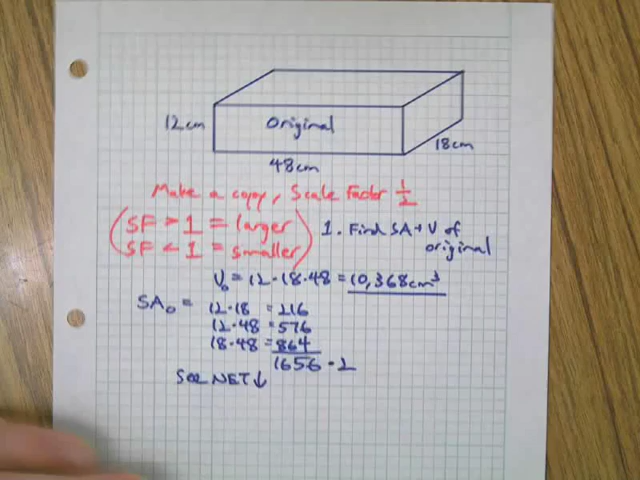 12cm
Original
18cm
48cm
Make a copy, Scale Factor 1/2
(SF > 1 = larger
SF < 1 = smaller)
1. Find SA + V of
original
V₀ = 12 · 18 · 48 = 10,368cm³
SA₀ = 12 · 18 = 216
12 · 48 = 576
18 · 48 = 864
1656 · 2
See NET ↓